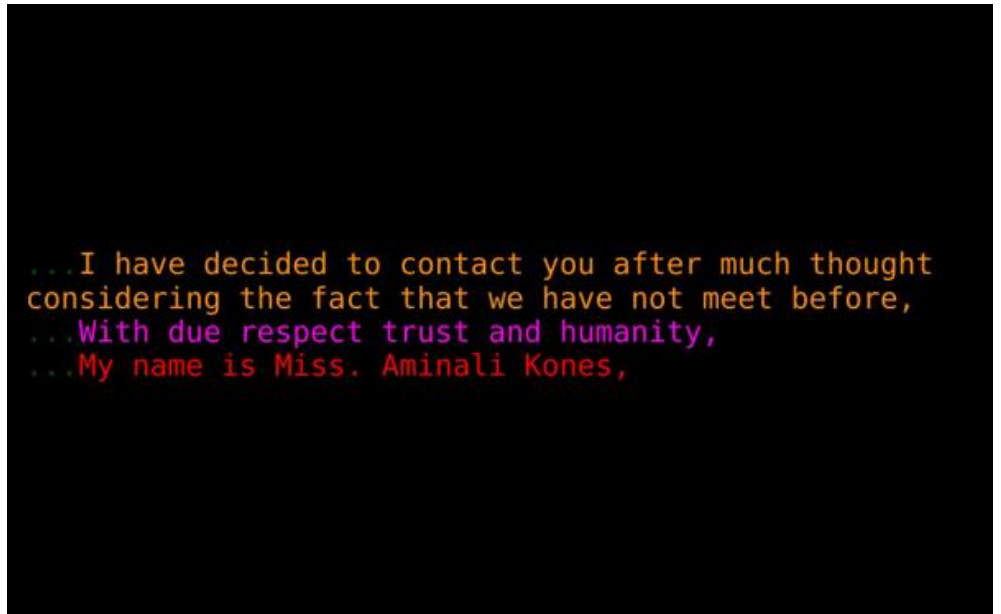 ...I have decided to contact you after much thought
considering the fact that we have not meet before,
...With due respect trust and humanity,
...My name is Miss. Aminali Kones,